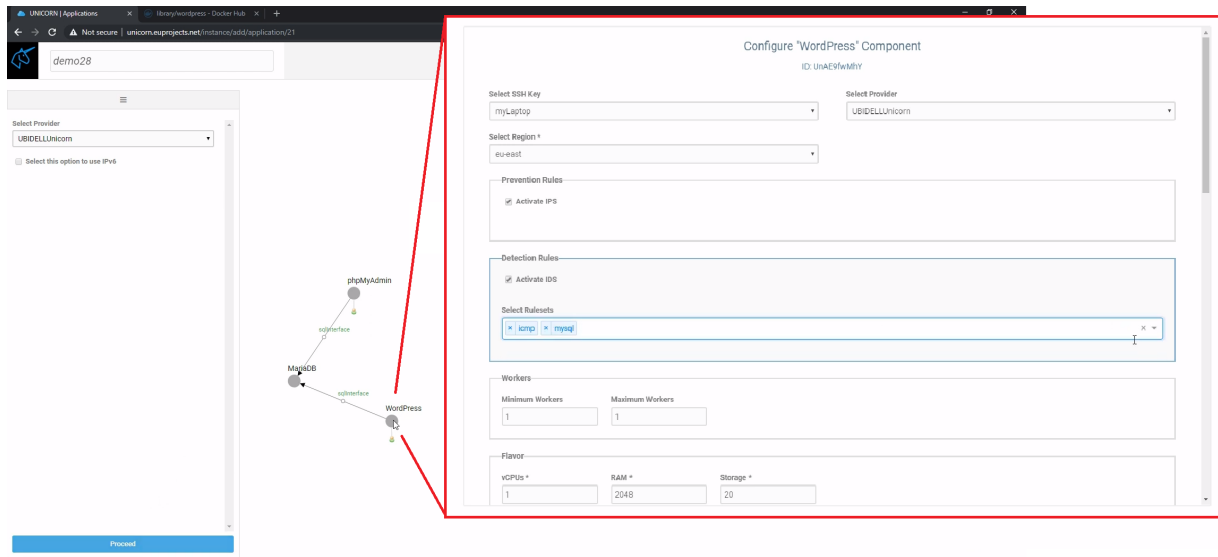 UNICORN | Applications
library/wordpress - Docker Hub
Not secure | unicorn.euprojects.net/instance/add/application/21
demo28
Select Provider
UBIDELLUnicorn
Select this option to use IPv6
phpMyAdmin
sqlinterface
MariaDB
sqlinterface
WordPress
Proceed
Configure "WordPress" Component
ID: UnAE9fwMhY
Select SSH Key
Select Provider
myLaptop
UBIDELLUnicorn
Select Region *
eu-east
Prevention Rules
Activate IPS
Detection Rules
Activate IDS
Select Rulesets
× icmp × mysql
Workers
Minimum Workers Maximum Workers
1 1
Flavor
vCPUs * RAM * Storage *
1 2048 20